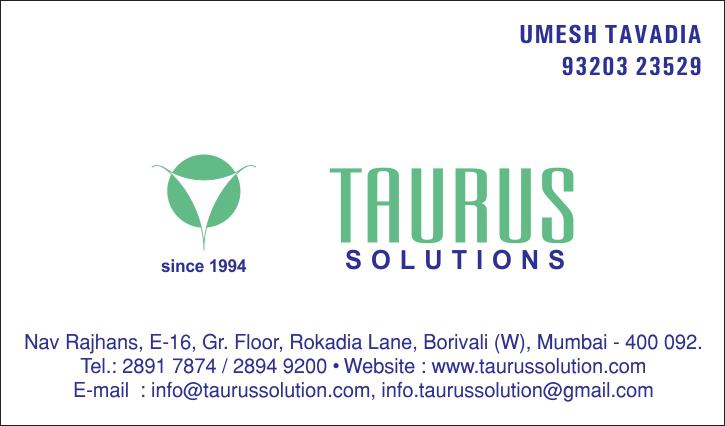 UMESH TAVADIA
93203 23529
TAURUS
SOLUTIONS
since 1994
Nav Rajhans, E-16, Gr. Floor, Rokadia Lane, Borivali (W), Mumbai - 400 092.
Tel.: 2891 7874 / 2894 9200 • Website : www.taurussolution.com
E-mail  : info@taurussolution.com, info.taurussolution@gmail.com